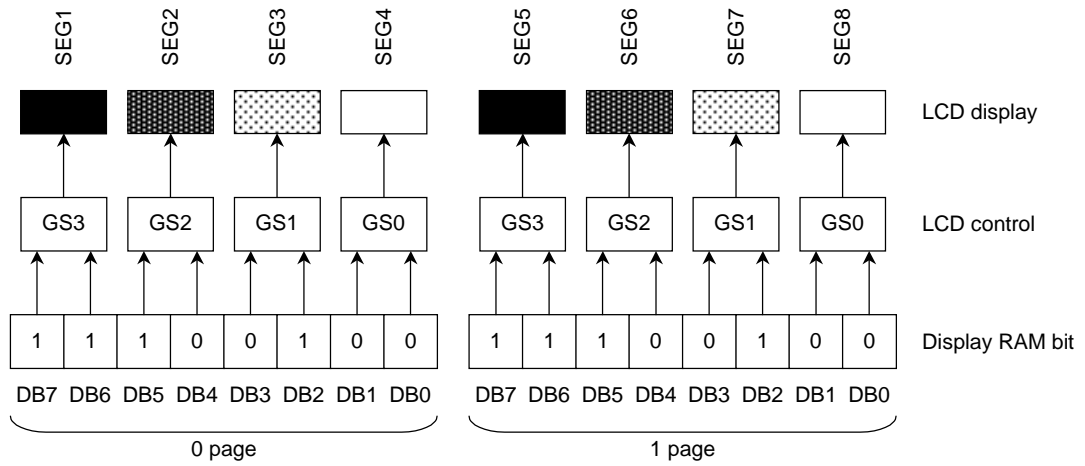 SEG1 SEG2 SEG3 SEG4 SEG5 SEG6 SEG7 SEG8
LCD display
GS3 GS2 GS1 GS0 GS3 GS2 GS1 GS0 LCD control
1 1 1 0 0 1 0 0 1 1 1 0 0 1 0 0 Display RAM bit
DB7 DB6 DB5 DB4 DB3 DB2 DB1 DB0 DB7 DB6 DB5 DB4 DB3 DB2 DB1 DB0
0 page 1 page